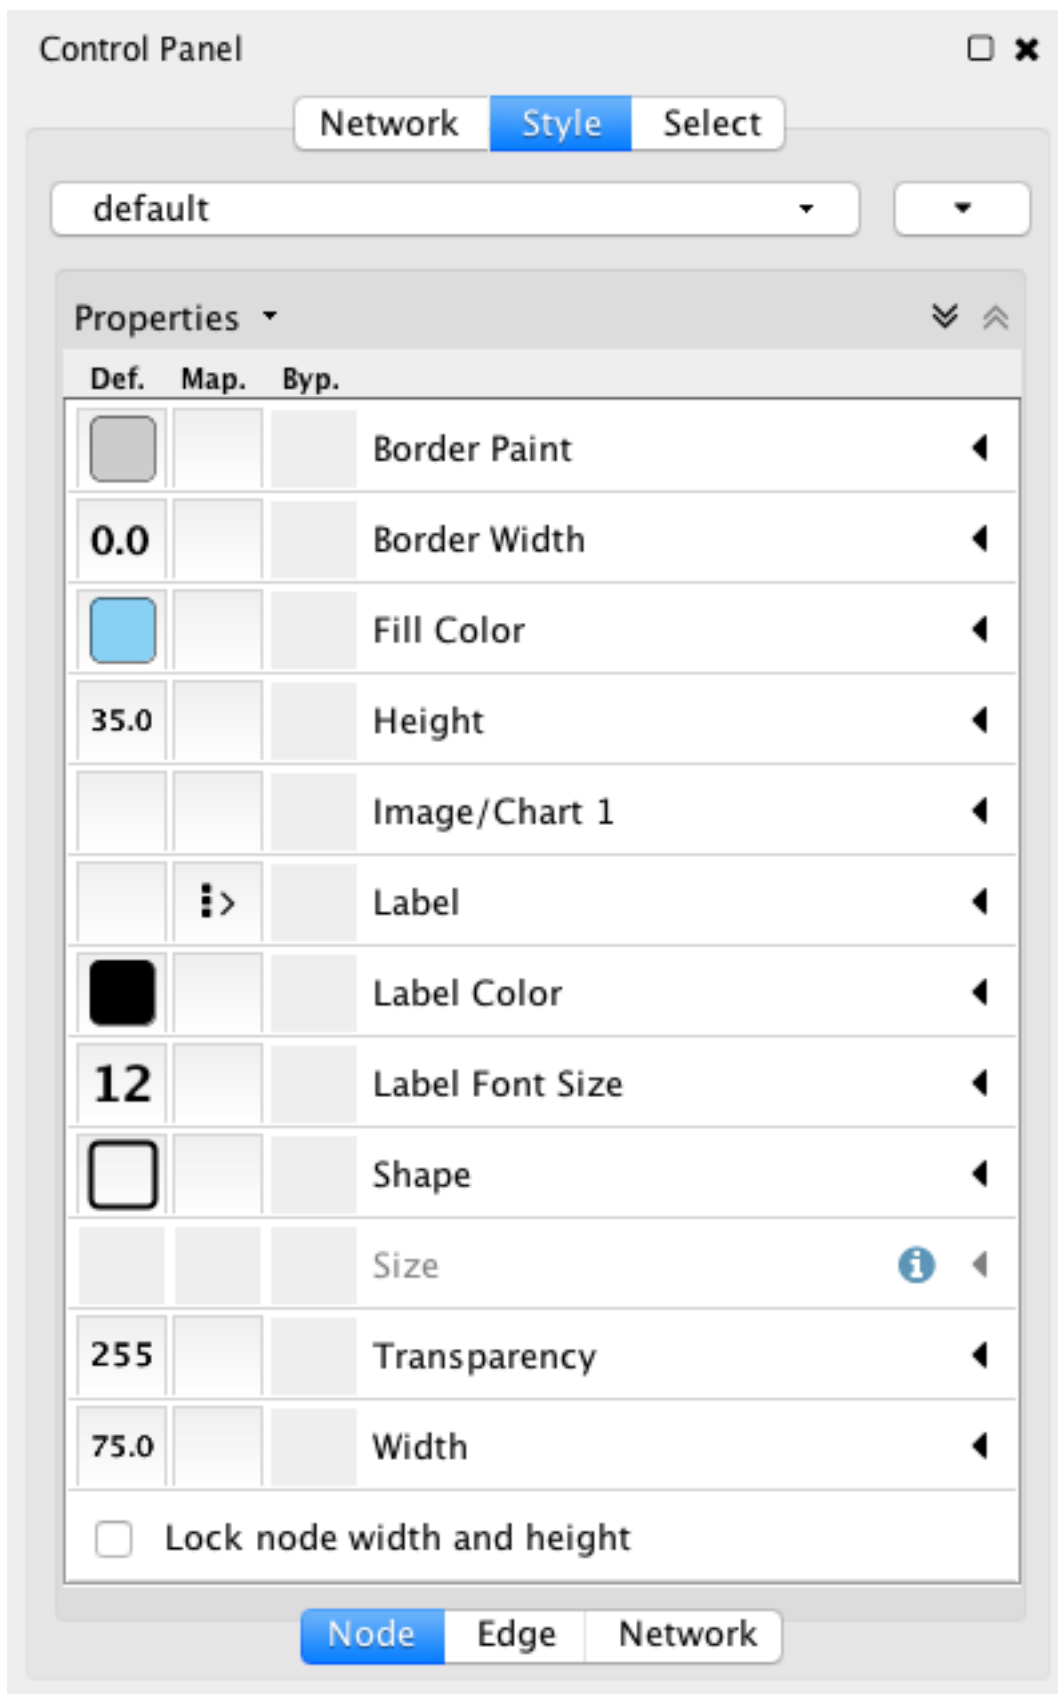 Control Panel
Network Style Select
default
Properties
Def. Map. Byp.
Border Paint
0.0 Border Width
Fill Color
35.0 Height
Image/Chart 1
Label
Label Color
12 Label Font Size
Shape
Size
255 Transparency
75.0 Width
Lock node width and height
Node Edge Network